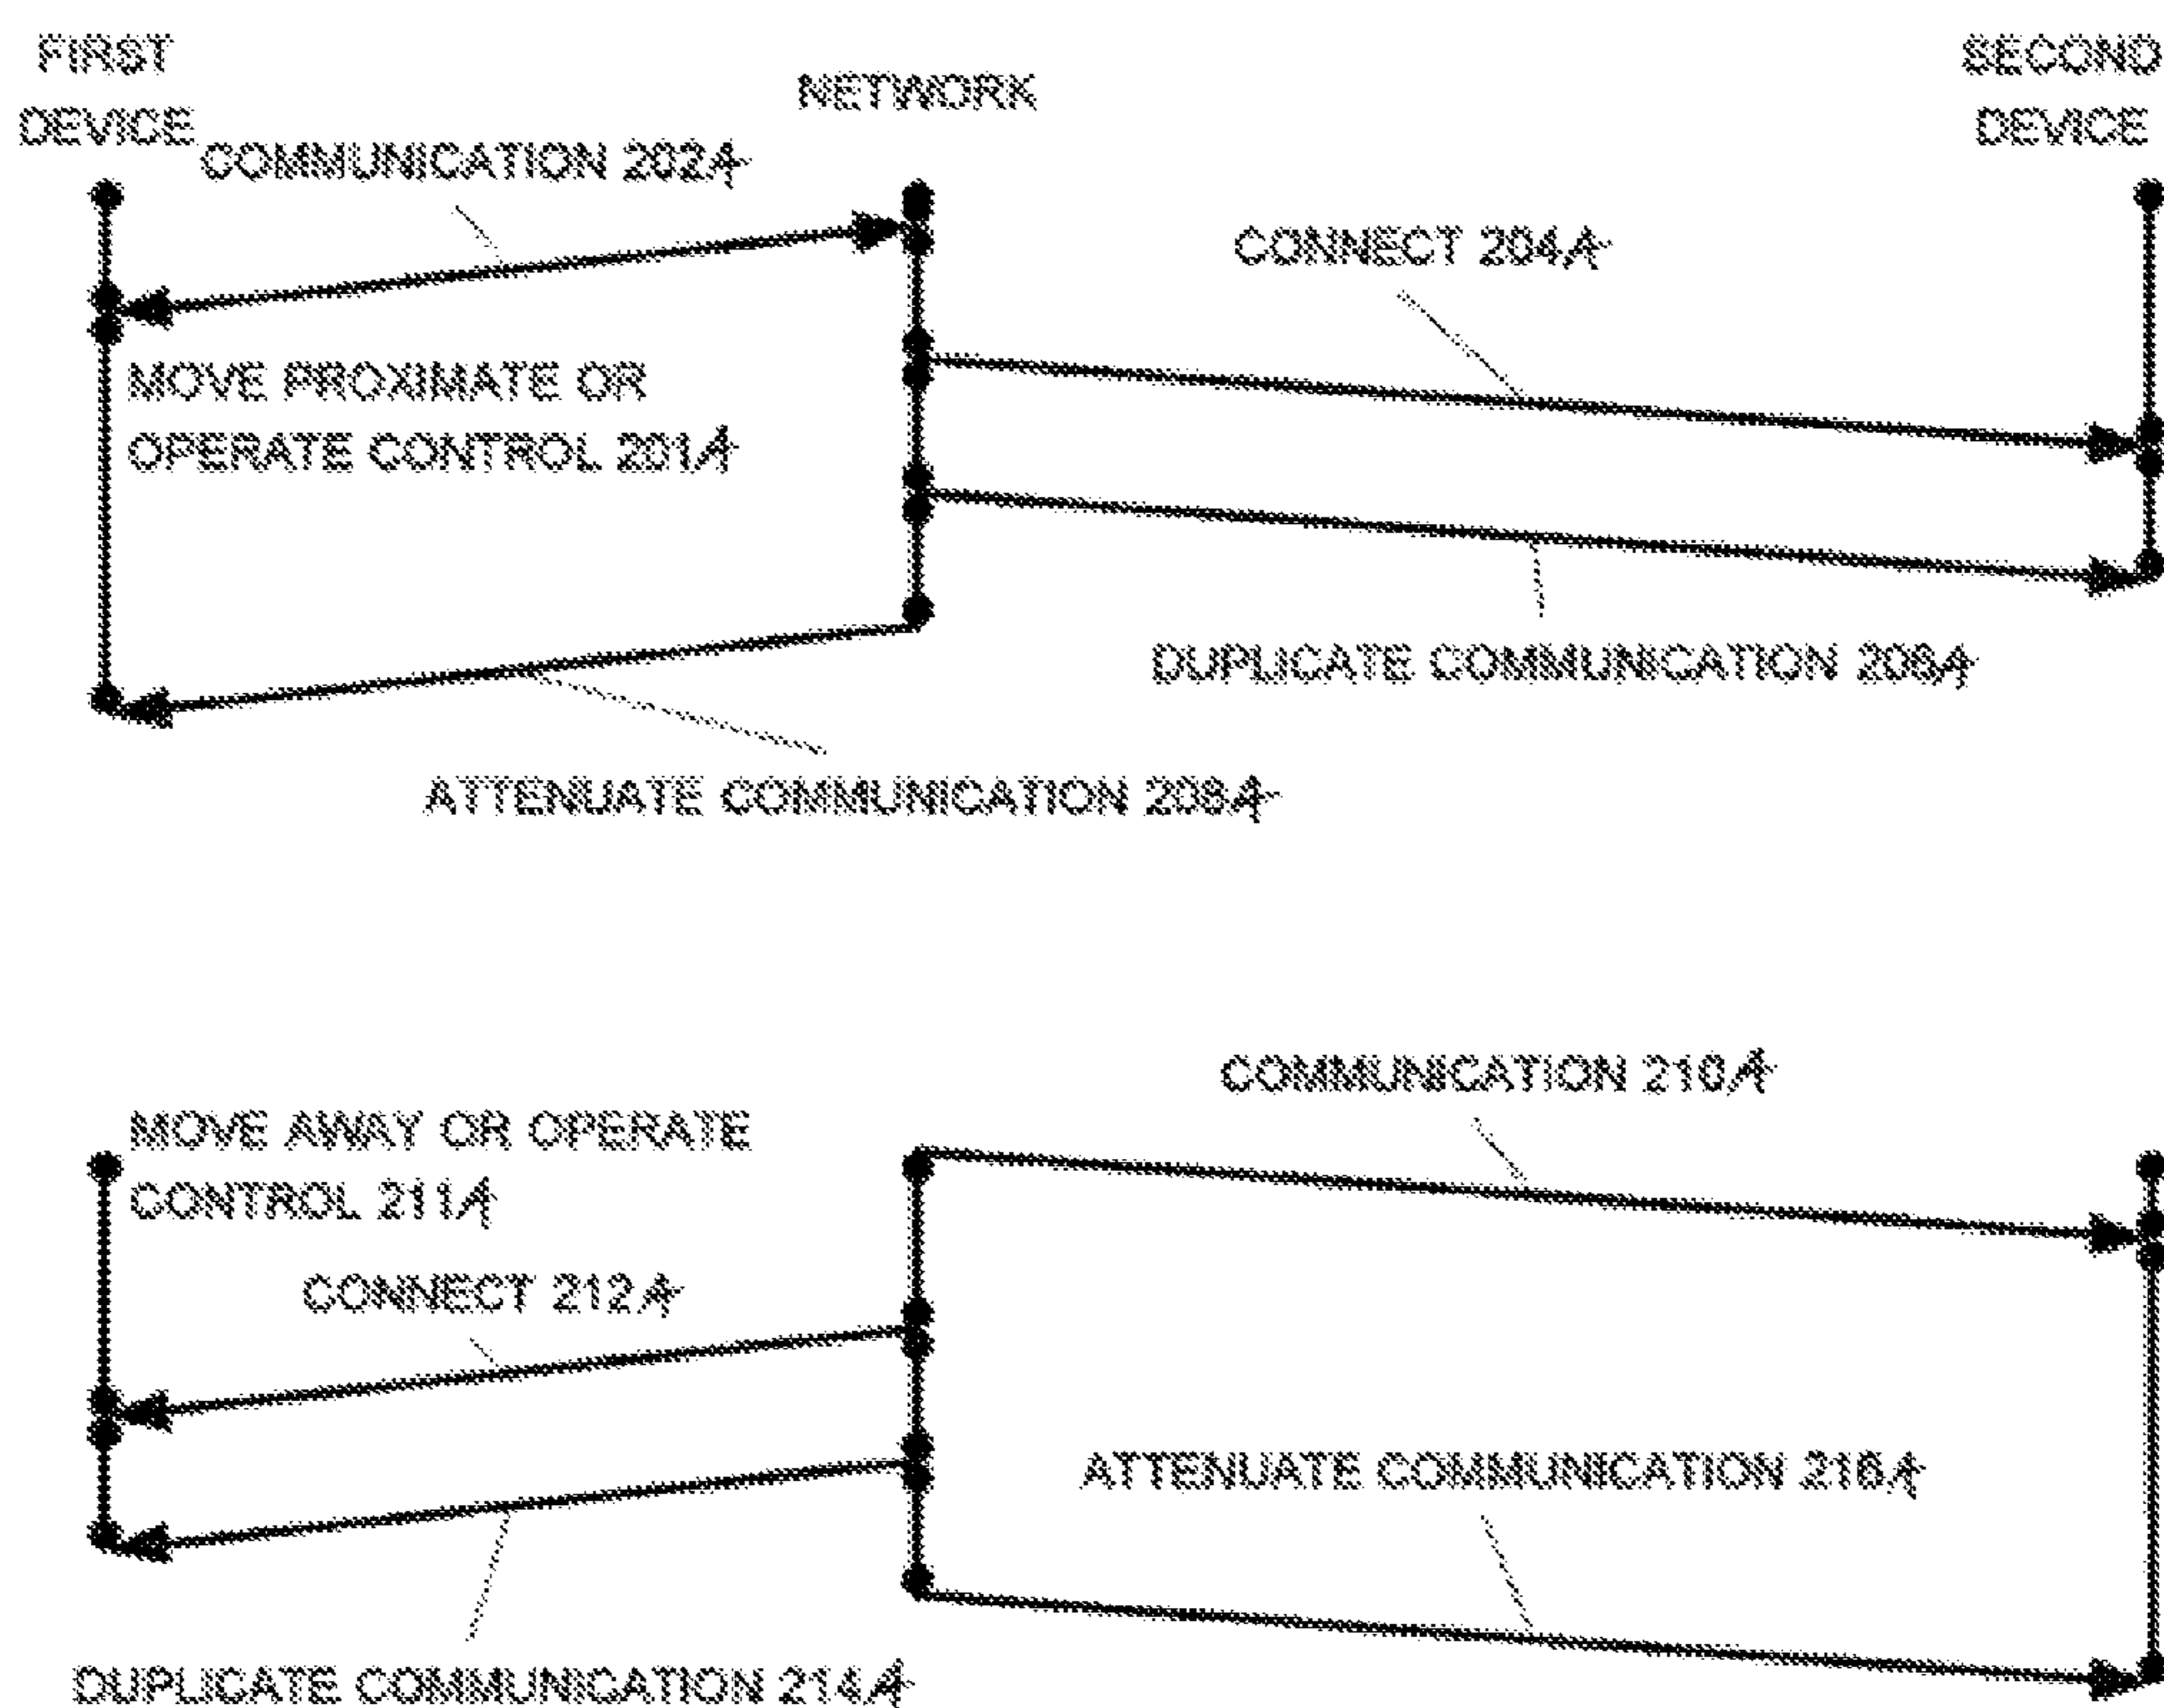 FIRST
DEVICE
NETWORK
SECOND
DEVICE
COMMUNICATION 202A
CONNECT 204A
MOVE PROXIMATE OR
OPERATE CONTROL 201A
DUPLICATE COMMUNICATION 206A
ATTENUATE COMMUNICATION 208A
COMMUNICATION 210A
MOVE AWAY OR OPERATE
CONTROL 211A
CONNECT 212A
ATTENUATE COMMUNICATION 216A
DUPLICATE COMMUNICATION 214A